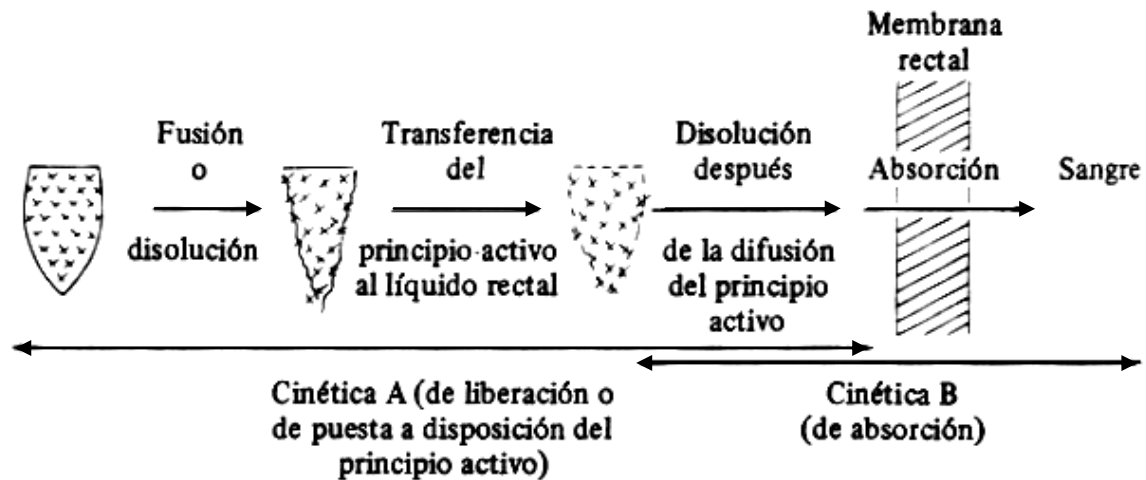 Membrana
rectal
Fusión
o
disolución
Transferencia
del
principio activo
al líquido rectal
Disolución
después
de la difusión
del principio
activo
Absorción
Sangre
Cinética A (de liberación o
de puesta a disposición del
principio activo)
Cinética B
(de absorción)